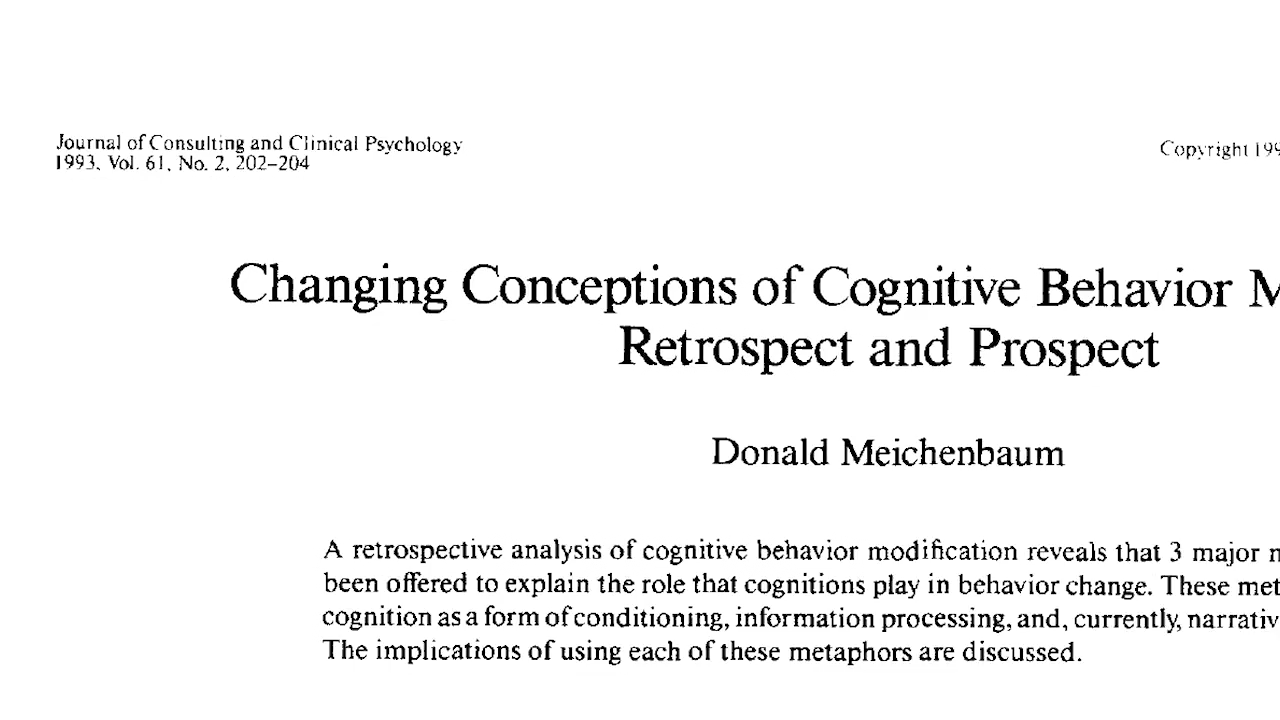 Journal of Consulting and Clinical Psychology
1993, Vol. 61, No. 2, 202–204
Copyright
Changing Conceptions of Cognitive Behavior
Retrospect and Prospect
Donald Meichenbaum
A retrospective analysis of cognitive behavior modification reveals that 3 major
been offered to explain the role that cognitions play in behavior change. These
cognition as a form of conditioning, information processing, and, currently,
The implications of using each of these metaphors are discussed.